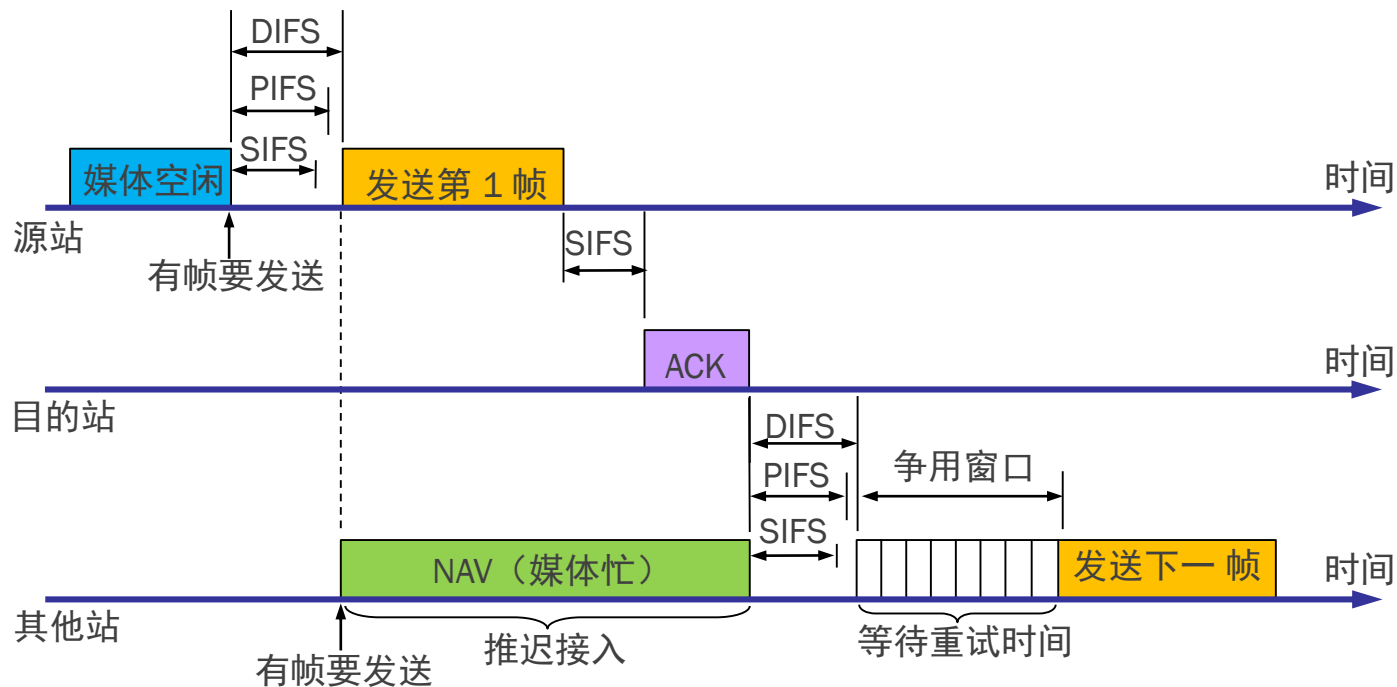 DIFS
PIFS
SIFS
媒体空闲
发送第 1 帧
时间
源站
有帧要发送
SIFS
ACK
时间
目的站
DIFS
PIFS
SIFS
争用窗口
NAV（媒体忙）
发送下一 帧
时间
其他站
有帧要发送
推迟接入
等待重试时间